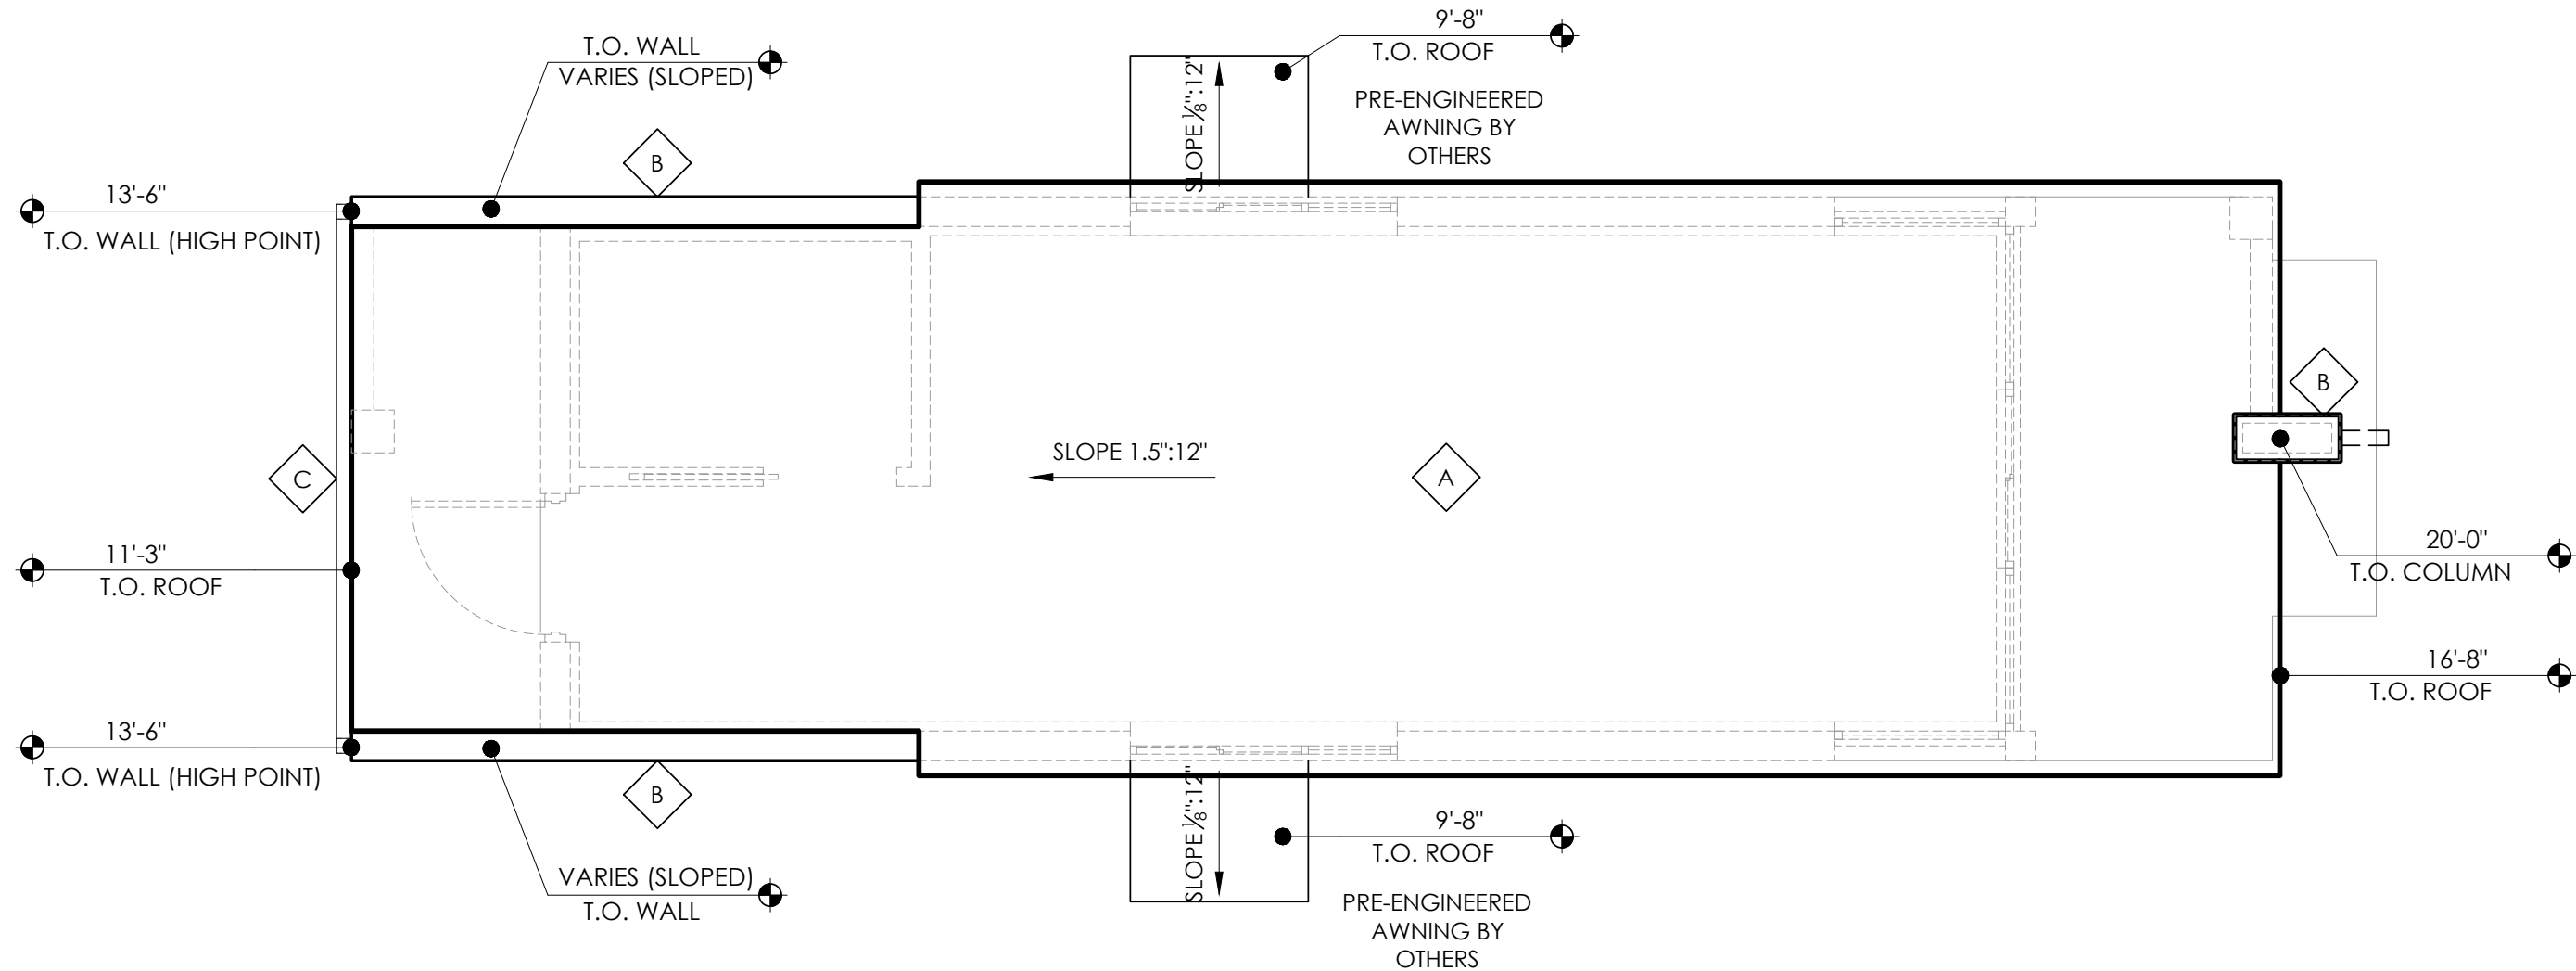 9'-8"
T.O. ROOF
T.O. WALL
VARIES (SLOPED)
SLOPE ⅛":12"
PRE-ENGINEERED
AWNING BY
OTHERS
B
13'-6"
T.O. WALL (HIGH POINT)
B
SLOPE 1.5":12"
A
C
11'-3"
T.O. ROOF
20'-0"
T.O. COLUMN
16'-8"
T.O. ROOF
13'-6"
T.O. WALL (HIGH POINT)
B
SLOPE ⅛":12"
9'-8"
T.O. ROOF
VARIES (SLOPED)
T.O. WALL
PRE-ENGINEERED
AWNING BY
OTHERS